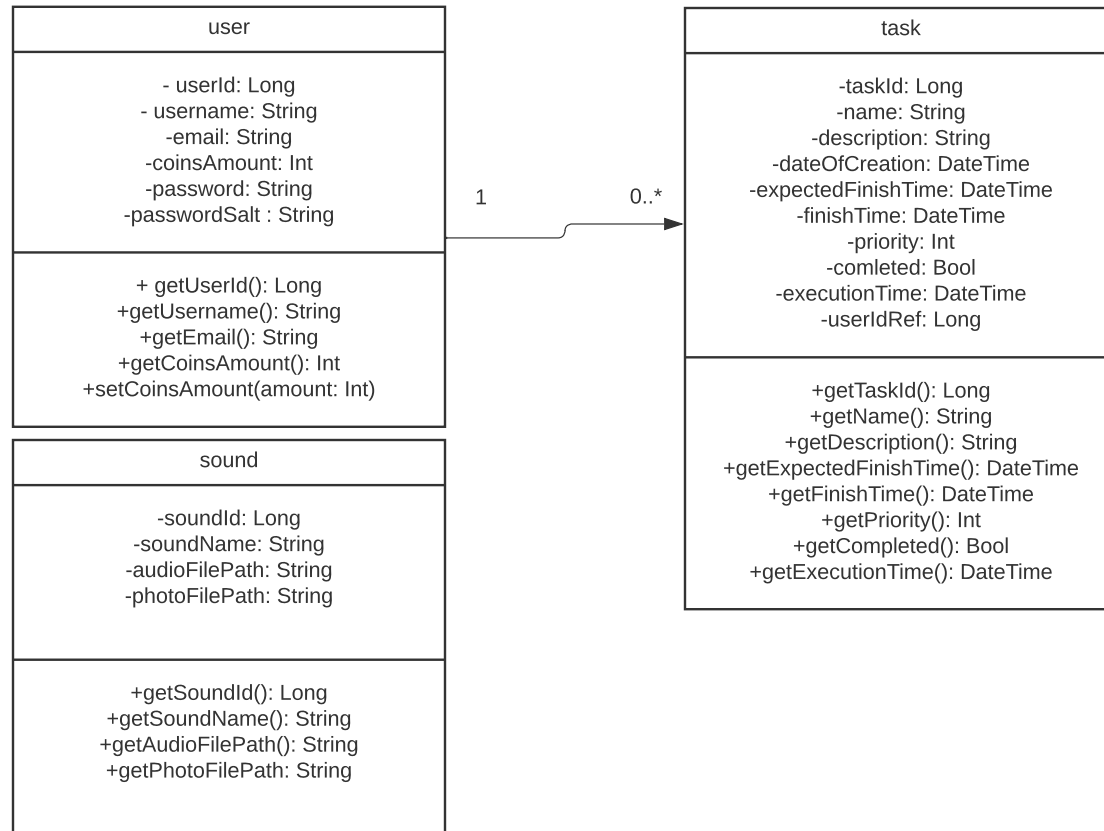 user
- userId: Long
- username: String
-email: String
-coinsAmount: Int
-password: String
-passwordSalt : String
+ getUserId(): Long
+getUsername(): String
+getEmail(): String
+getCoinsAmount(): Int
+setCoinsAmount(amount: Int)
1
0..*
task
-taskId: Long
-name: String
-description: String
-dateOfCreation: DateTime
-expectedFinishTime: DateTime
-finishTime: DateTime
-priority: Int
-comleted: Bool
-executionTime: DateTime
-userIdRef: Long
+getTaskId(): Long
+getName(): String
+getDescription(): String
+getExpectedFinishTime(): DateTime
+getFinishTime(): DateTime
+getPriority(): Int
+getCompleted(): Bool
+getExecutionTime(): DateTime
sound
-soundId: Long
-soundName: String
-audioFilePath: String
-photoFilePath: String
+getSoundId(): Long
+getSoundName(): String
+getAudioFilePath(): String
+getPhotoFilePath: String